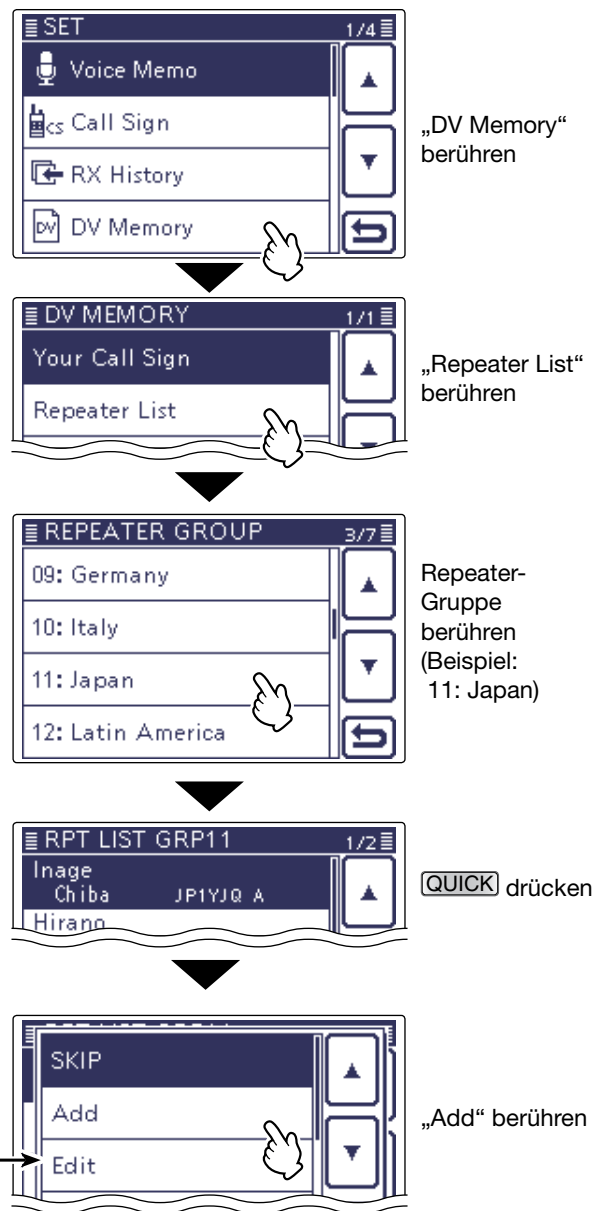 SET 1/4
Voice Memo
CS Call Sign
RX History
DV DV Memory
„DV Memory“
berühren
DV MEMORY 1/1
Your Call Sign
Repeater List
„Repeater List“
berühren
REPEATER GROUP 3/7
09: Germany
10: Italy
11: Japan
12: Latin America
Repeater-
Gruppe
berühren
(Beispiel:
11: Japan)
RPT LIST GRP11 1/2
Inage
Chiba JP1YJQ A
Hirano
QUICK drücken
SKIP
Add
Edit
„Add“ berühren